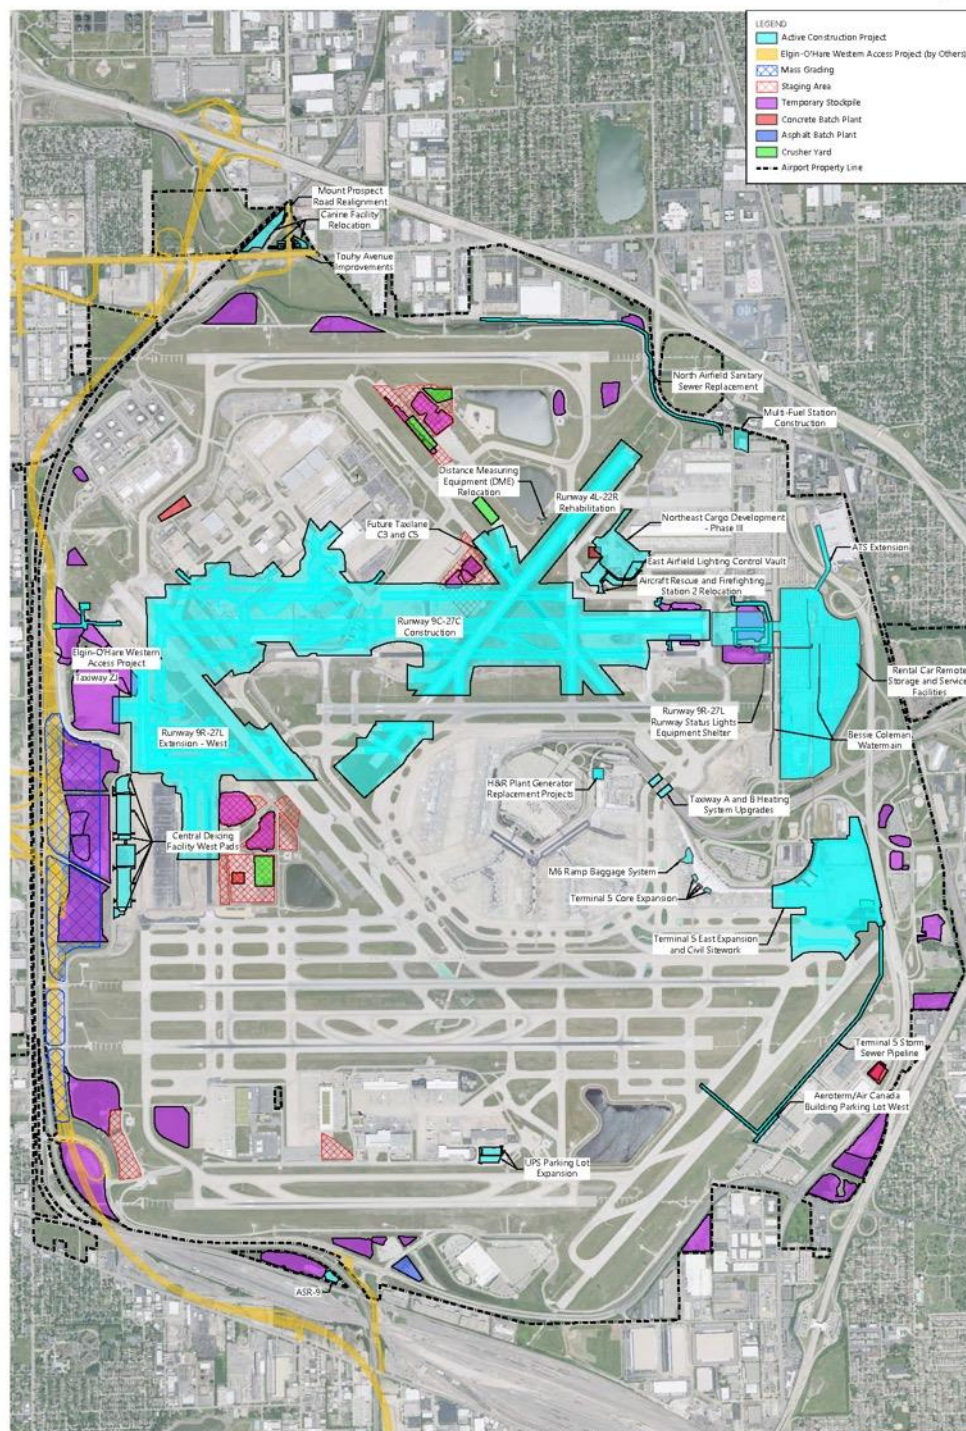 LEGEND
Active Construction Project
Elgin-O'Hare Western Access Project (by Others)
Mass Grading
Staging Area
Temporary Stockpile
Concrete Batch Plant
Asphalt Batch Plant
Crusher Yard
Airport Property Line
Mount Prospect
Road Realignment
Canine Facility
Relocation
Touhy Avenue
Improvements
North Airfield Sanitary
Sewer Replacement
Multi-Fuel Station
Construction
Distance Measuring
Equipment (DME)
Relocation
Runway 4L-22R
Rehabilitation
Future Taxilane
C3 and C5
Northeast Cargo Development
- Phase III
ATS Extension
East Airfield Lighting Control Vault
Aircraft Rescue and Firefighting
Station 2 Relocation
Runway 9C-27C
Construction
Elgin-O'Hare Western
Access Project
Taxiway ZJ
Rental Car Remote
Storage and Service
Facilities
Runway 9R-27L
Extension - West
Runway 9R-27L
Runway Status Lights
Equipment Shelter
Bessie Coleman
Watermain
H&R Plant Generator
Replacement Projects
Taxiway A and B Heating
System Upgrades
Central Deicing
Facility West Pads
M6 Ramp Baggage System
Terminal 5 Core Expansion
Terminal 5 East Expansion
and Civil Sitework
Terminal 5 Storm
Sewer Pipeline
Aeroterm/Air Canada
Building Parking Lot West
UPS Parking Lot
Expansion
ASR-9